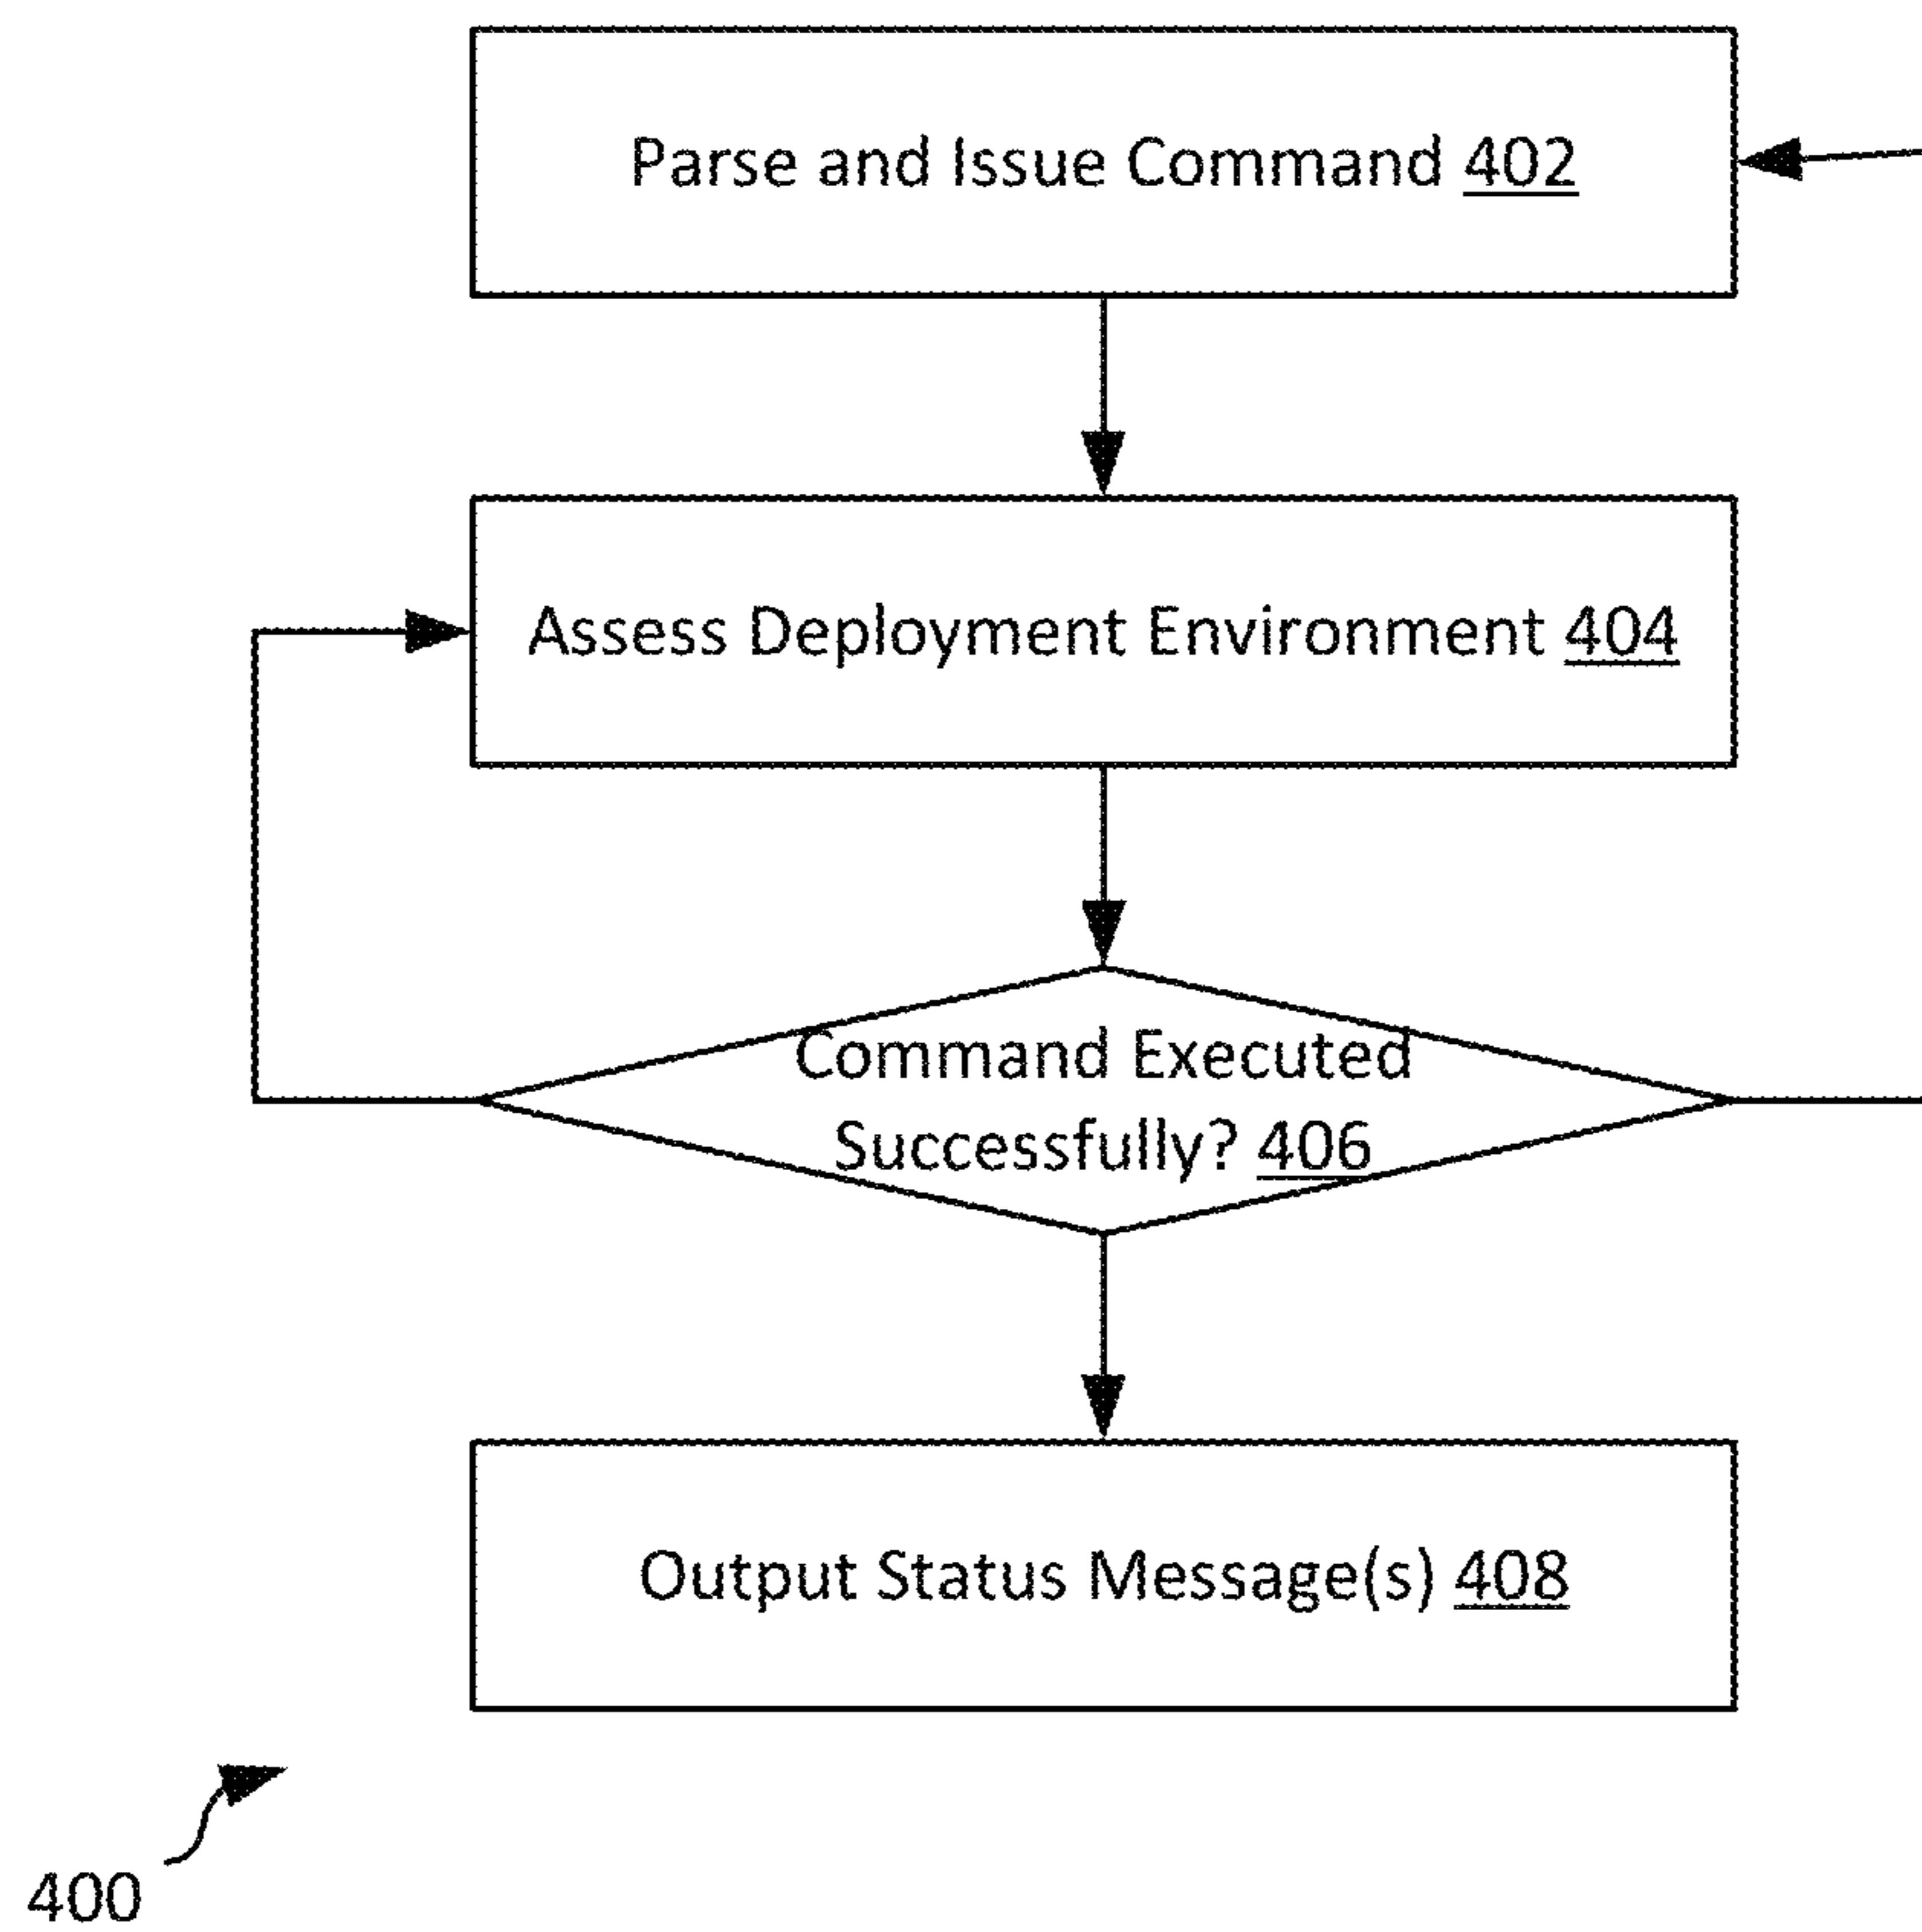 Parse and Issue Command 402
Assess Deployment Environment 404
Command Executed
Successfully? 406
Output Status Message(s) 408
400